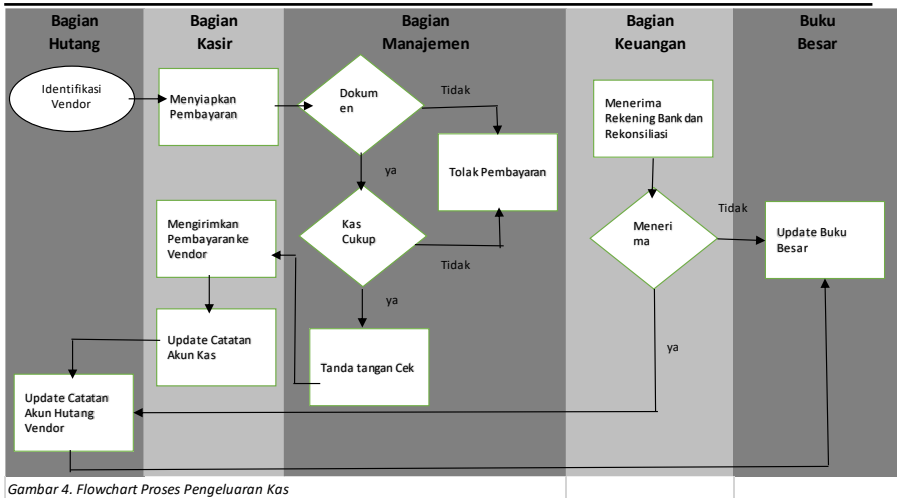 Bagian
Hutang
Bagian
Kasir
Bagian
Manajemen
Bagian
Keuangan
Buku
Besar
Identifikasi
Vendor
Menyiapkan
Pembayaran
Dokum
en
Tidak
ya
Tolak Pembayaran
Kas
Cukup
Tidak
ya
Tanda tangan Cek
Mengirimkan
Pembayaran ke
Vendor
Update Catatan
Akun Kas
Update Catatan
Akun Hutang
Vendor
Menerima
Rekening Bank dan
Rekonsiliasi
Meneri
ma
Tidak
ya
Update Buku
Besar
Gambar 4. Flowchart Proses Pengeluaran Kas